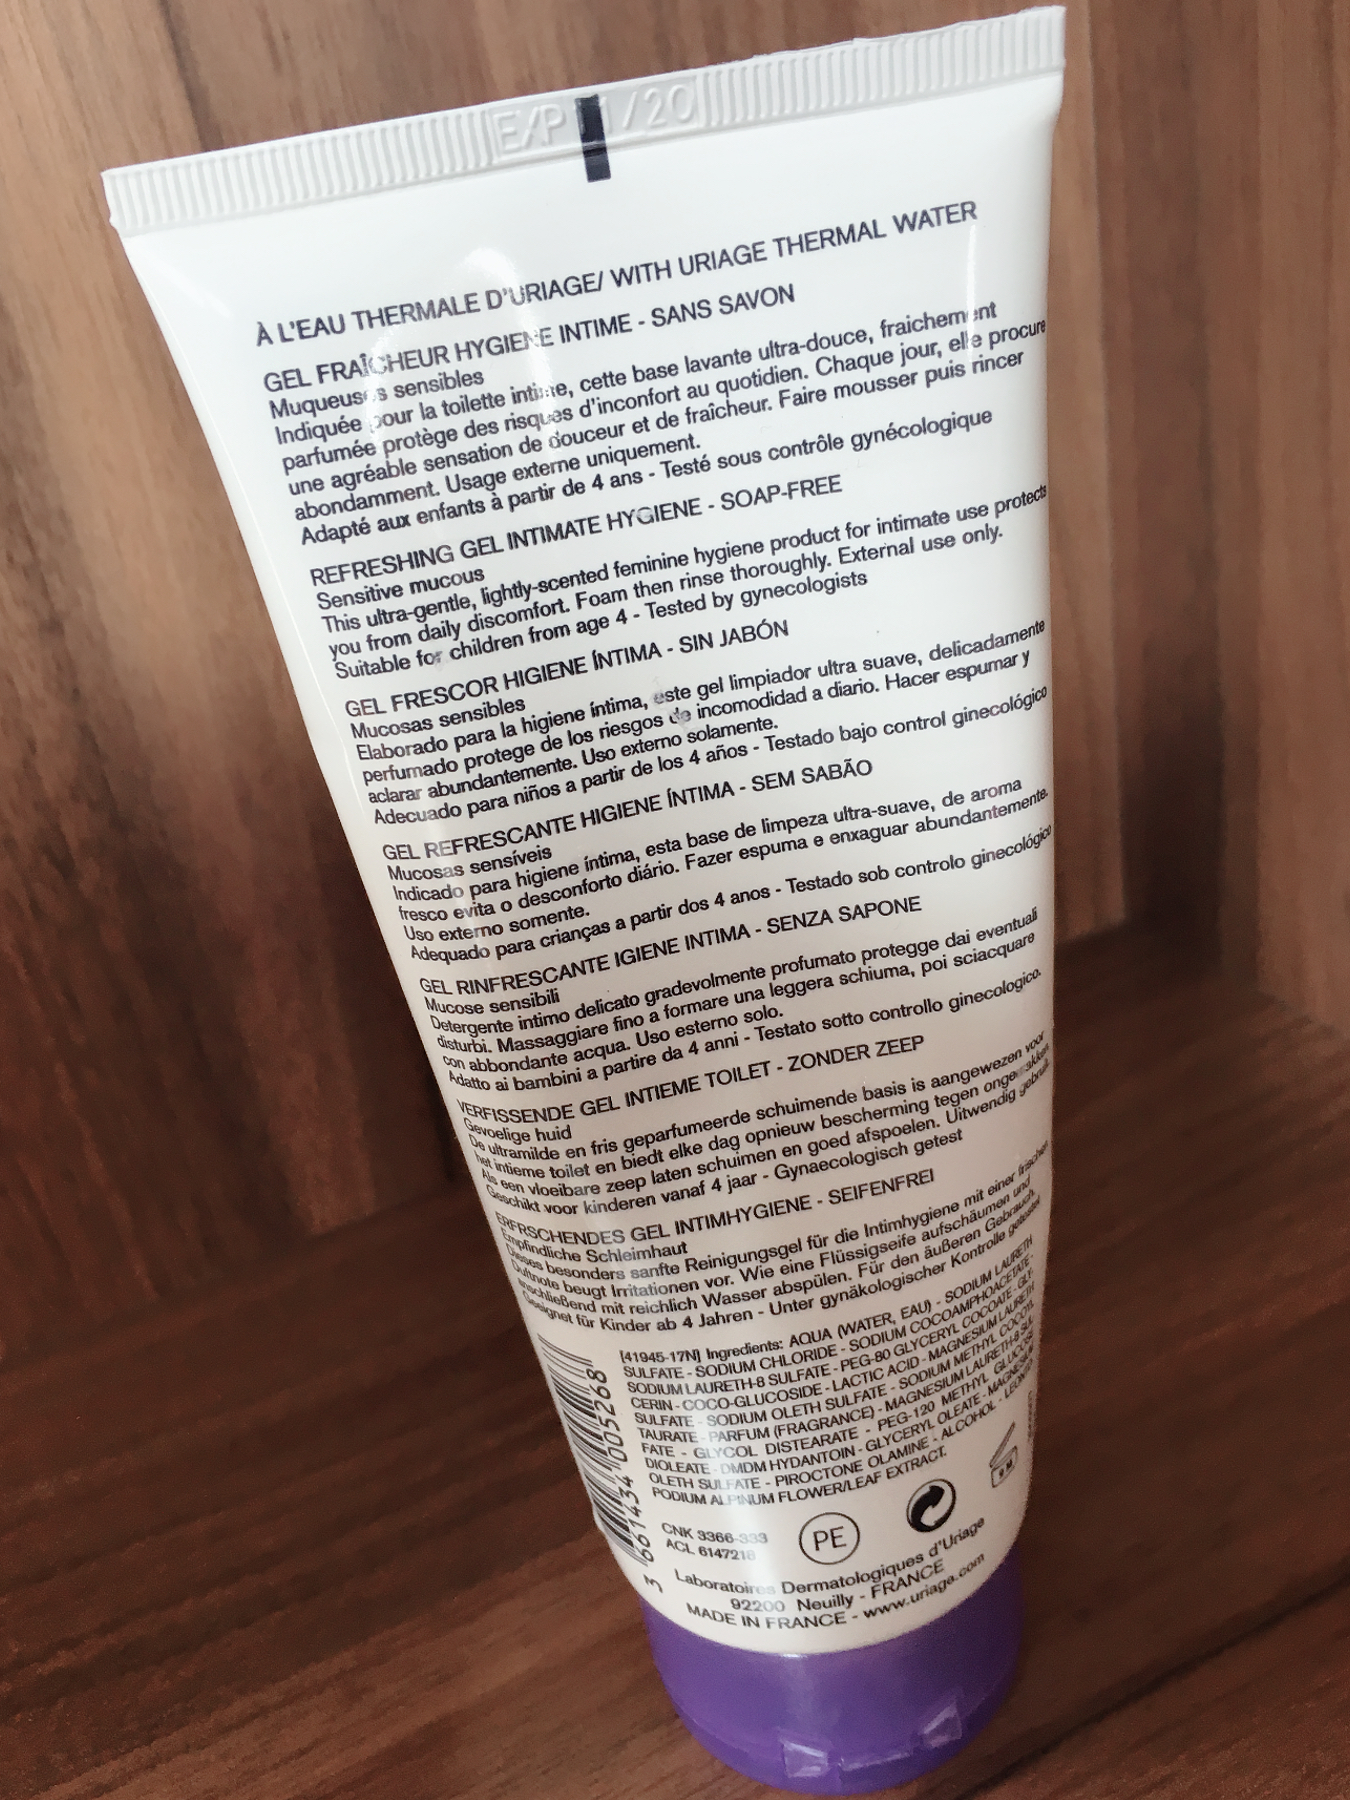 EXP 1/20
À L'EAU THERMALE D'URIAGE/ WITH URIAGE THERMAL WATER
GEL FRAÎCHEUR HYGIENE INTIME - SANS SAVON
Muqueuses sensibles
Indiquée pour la toilette intime, cette base lavante ultra-douce, fraichement
parfumée protège des risques d'inconfort au quotidien. Chaque jour, elle procure
une agréable sensation de douceur et de fraîcheur. Faire mousser puis rincer
abondamment. Usage externe uniquement.
Adapté aux enfants à partir de 4 ans - Testé sous contrôle gynécologique
REFRESHING GEL INTIMATE HYGIENE - SOAP-FREE
Sensitive mucous
This ultra-gentle, lightly-scented feminine hygiene product for intimate use protects
you from daily discomfort. Foam then rinse thoroughly. External use only.
Suitable for children from age 4 - Tested by gynecologists
GEL FRESCOR HIGIENE ÍNTIMA - SIN JABÓN
Mucosas sensibles
Elaborado para la higiene íntima, este gel limpiador ultra suave, delicadamente
perfumado protege de los riesgos de incomodidad a diario. Hacer espumar y
aclarar abundantemente. Uso externo solamente.
Adecuado para niños a partir de los 4 años - Testado bajo control ginecológico
GEL REFRESCANTE HIGIENE ÍNTIMA - SEM SABÃO
Mucosas sensíveis
Indicado para higiene íntima, esta base de limpeza ultra-suave, de aroma
fresco evita o desconforto diário. Fazer espuma e enxaguar abundantemente.
Uso externo somente.
Adequado para crianças a partir dos 4 anos - Testado sob controlo ginecológico
GEL RINFRESCANTE IGIENE INTIMA - SENZA SAPONE
Mucose sensibili
Detergente intimo delicato gradevolmente profumato protegge dai eventuali
disturbi. Massaggiare fino a formare una leggera schiuma, poi sciacquare
con abbondante acqua. Uso esterno solo.
Adatto ai bambini a partire da 4 anni - Testato sotto controllo ginecologico.
VERFISSENDE GEL INTIEME TOILET - ZONDER ZEEP
Gevoelige huid
De ultramilde en fris geparfumeerde schuimende basis is aangewezen voor
het intieme toilet en biedt elke dag opnieuw bescherming tegen ongemakken.
Als een vloeibare zeep laten schuimen en goed afspoelen. Uitwendig gebruik.
Geschikt voor kinderen vanaf 4 jaar - Gynaecologisch getest
ERFRSCHENDES GEL INTIMHYGIENE - SEIFENFREI
Empfindliche Schleimhaut
Dieses besonders sanfte Reinigungsgel für die Intimhygiene mit einer frischen
Duftnote beugt Irritationen vor. Wie eine Flüssigseife aufschäumen und
anschließend mit reichlich Wasser abspülen. Für den äußeren Gebrauch.
Geeignet für Kinder ab 4 Jahren - Unter gynäkologischer Kontrolle getestet
[41945-17N] Ingredients: AQUA (WATER, EAU) - SODIUM LAURETH
SULFATE - SODIUM CHLORIDE - SODIUM COCOAMPHOACETATE -
SODIUM LAURETH-8 SULFATE - PEG-80 GLYCERYL COCOATE - GLY-
CERIN - COCO-GLUCOSIDE - LACTIC ACID - MAGNESIUM LAURETH
SULFATE - SODIUM OLETH SULFATE - SODIUM METHYL COCOYL
TAURATE - PARFUM (FRAGRANCE) - MAGNESIUM LAURETH-8 SUL-
FATE - GLYCOL DISTEARATE - PEG-120 METHYL GLUCOSE
DIOLEATE - DMDM HYDANTOIN - GLYCERYL OLEATE - MAGNESIUM
OLETH SULFATE - PIROCTONE OLAMINE - ALCOHOL - LEONTO-
PODIUM ALPINUM FLOWER/LEAF EXTRACT.
3 661434 005268
CNK 3366-333
ACL 6147218
PE
Laboratoires Dermatologiques d'Uriage
92200 Neuilly - FRANCE
MADE IN FRANCE - www.uriage.com